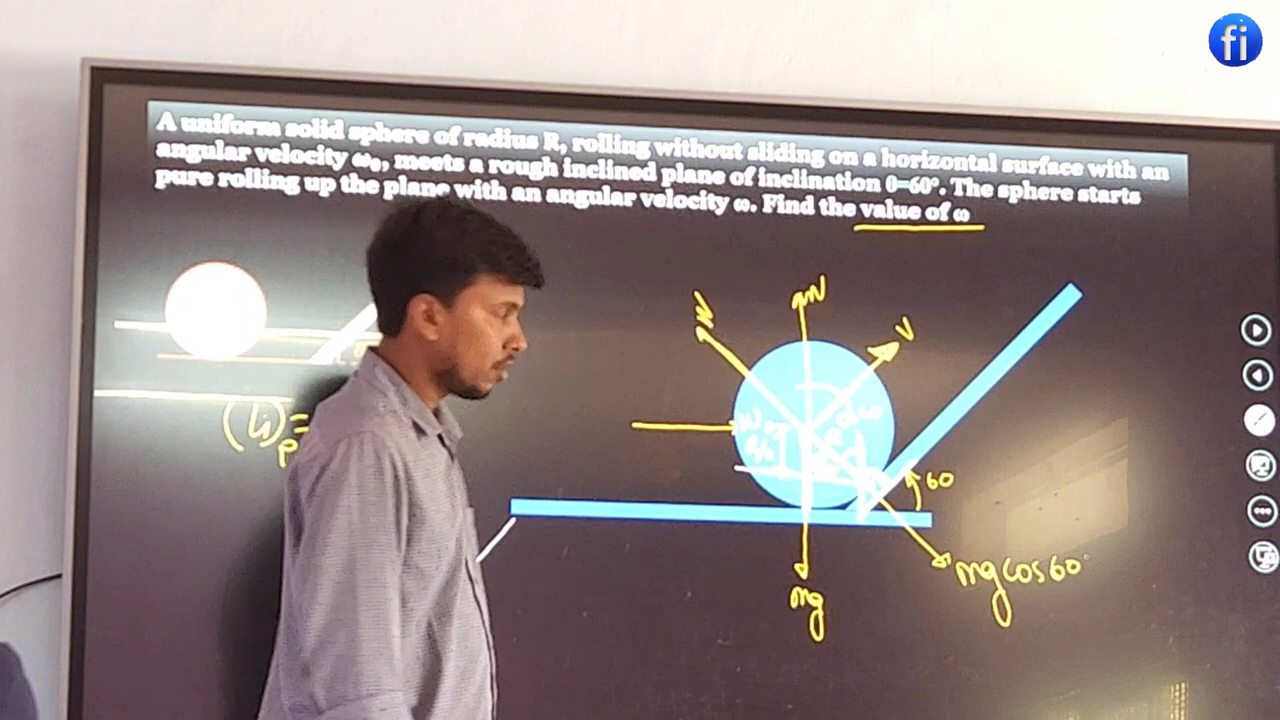 fi
A uniform solid sphere of radius R, rolling without sliding on a horizontal surface with an
angular velocity ω₀, meets a rough inclined plane of inclination θ=60°. The sphere starts
pure rolling up the plane with an angular velocity ω. Find the value of ω
N
N
V
(Li)p=
60
mg cos 60°
mg